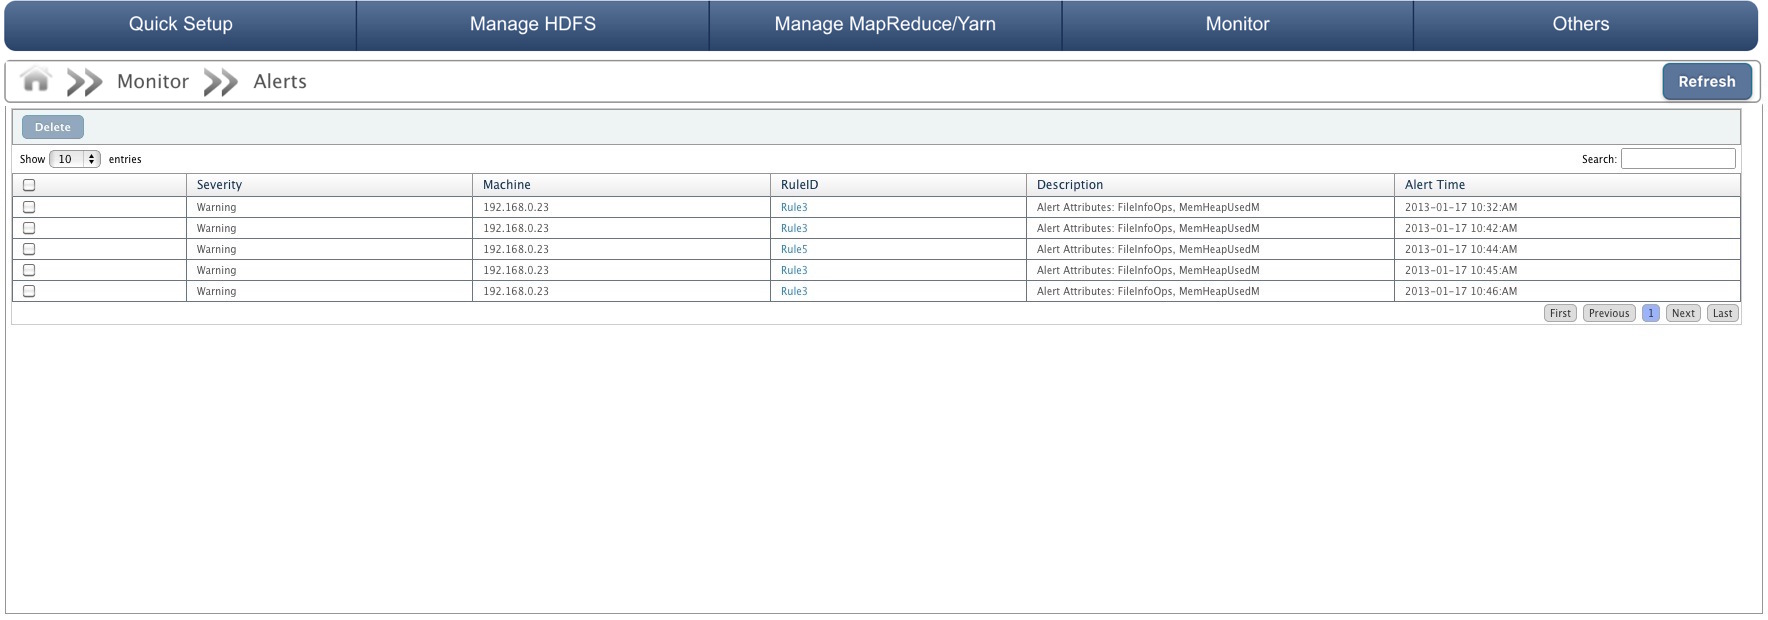 Quick Setup Manage HDFS Manage MapReduce/Yarn Monitor Others
Monitor Alerts Refresh
Delete
Show 10 entries Search:
Severity Machine RuleID Description Alert Time
Warning 192.168.0.23 Rule3 Alert Attributes: FileInfoOps, MemHeapUsedM 2013-01-17 10:32:AM
Warning 192.168.0.23 Rule3 Alert Attributes: FileInfoOps, MemHeapUsedM 2013-01-17 10:42:AM
Warning 192.168.0.23 Rule5 Alert Attributes: FileInfoOps, MemHeapUsedM 2013-01-17 10:44:AM
Warning 192.168.0.23 Rule3 Alert Attributes: FileInfoOps, MemHeapUsedM 2013-01-17 10:45:AM
Warning 192.168.0.23 Rule3 Alert Attributes: FileInfoOps, MemHeapUsedM 2013-01-17 10:46:AM
First Previous 1 Next Last